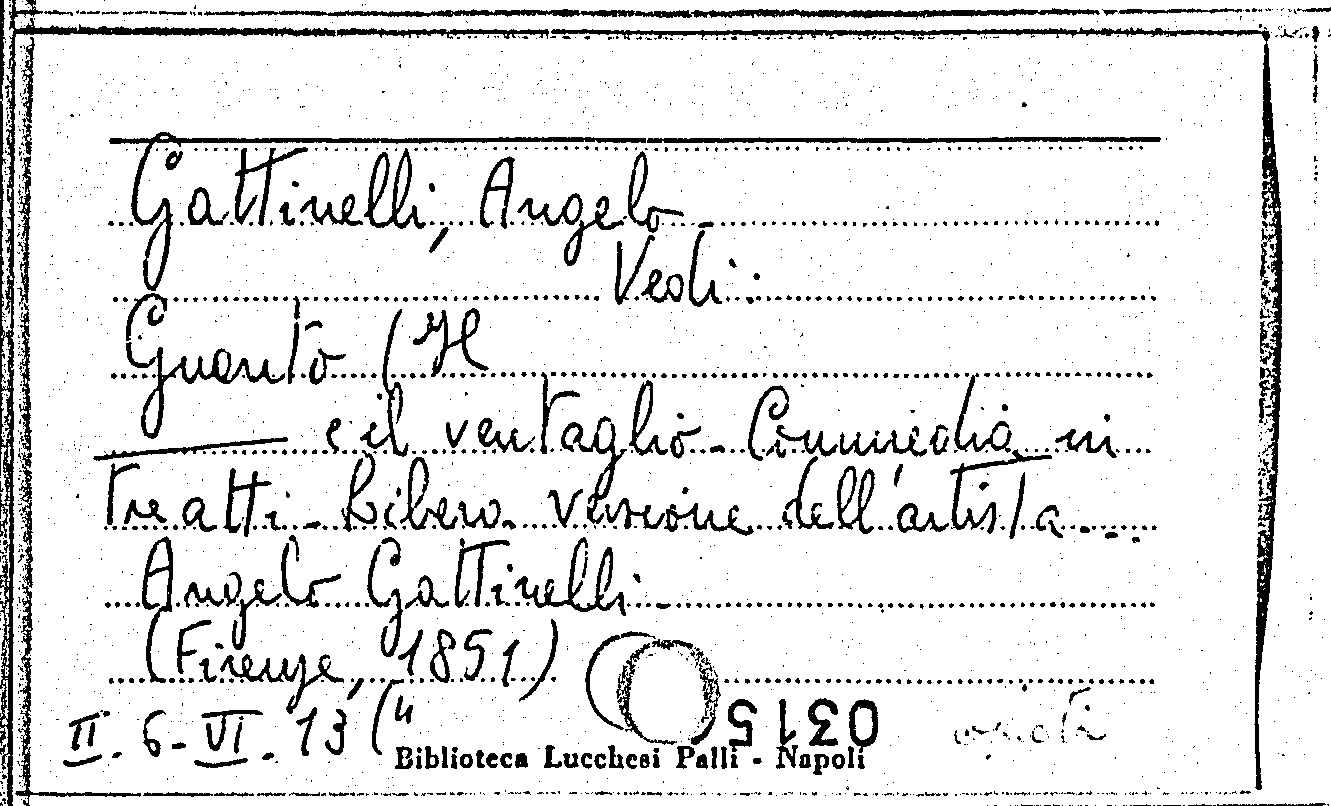 Gattinelli, Angelo -
Vedi:
Guanto (Il
——— e il ventaglio - Commedia in
tre atti - Libera versione dell'artista ...
Angelo Gattinelli -
(Firenze, 1851)
II. 6 - VI. 13 (4
0315
Biblioteca Lucchesi Palli - Napoli